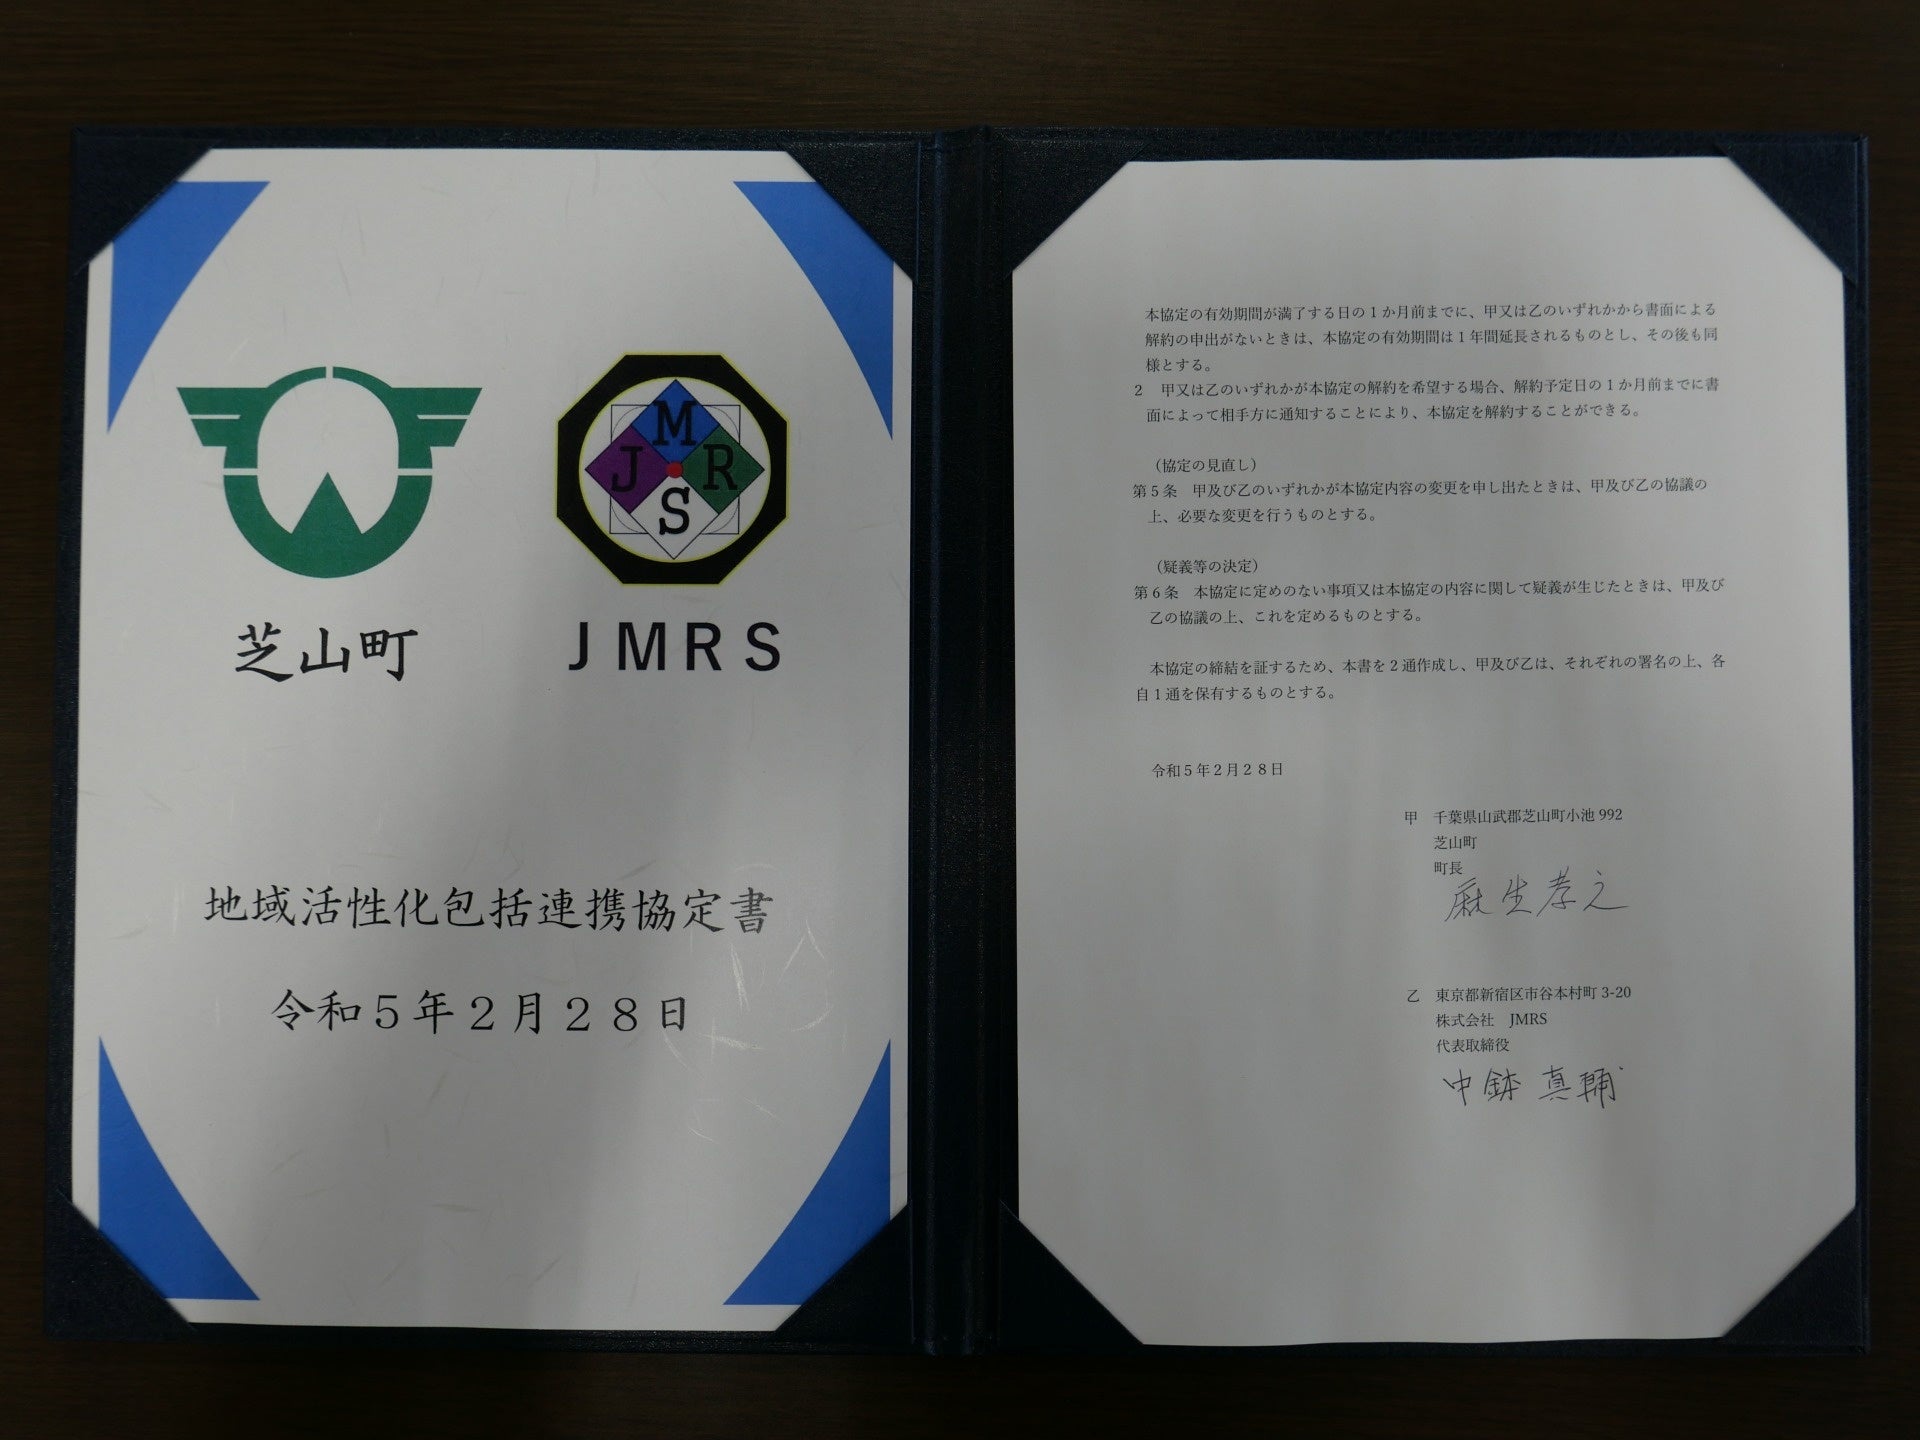 M
J R
S
芝山町
JMRS
地域活性化包括連携協定書
令和5年2月28日
本協定の有効期間が満了する日の1か月前までに、甲又は乙のいずれかから書面による
解約の申出がないときは、本協定の有効期間は1年間延長されるものとし、その後も同
様とする。
2 甲又は乙のいずれかが本協定の解約を希望する場合、解約予定日の1か月前までに書
面によって相手方に通知することにより、本協定を解約することができる。
（協定の見直し）
第5条 甲及び乙のいずれかが本協定内容の変更を申し出たときは、甲及び乙の協議の
上、必要な変更を行うものとする。
（疑義等の決定）
第6条 本協定に定めのない事項又は本協定の内容に関して疑義が生じたときは、甲及び
乙の協議の上、これを定めるものとする。
本協定の締結を証するため、本書を2通作成し、甲及び乙は、それぞれの署名の上、各
自1通を保有するものとする。
令和5年2月28日
甲 千葉県山武郡芝山町小池992
芝山町
町長
麻生孝之
乙 東京都新宿区市谷本村町3-20
株式会社 JMRS
代表取締役
中鉢 真輔